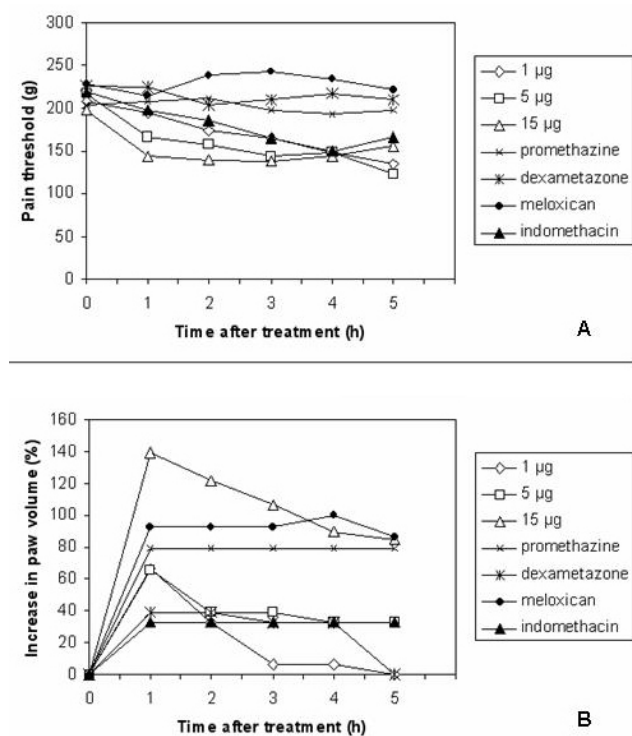 300
250
200
150
100
50
0
Pain threshold (g)
0 1 2 3 4 5
Time after treatment (h)
1 µg
5 µg
15 µg
promethazine
dexametazone
meloxican
indomethacin
A
160
140
120
100
80
60
40
20
0
Increase in paw volume (%)
0 1 2 3 4 5
Time after treatment (h)
1 µg
5 µg
15 µg
promethazine
dexametazone
meloxican
indomethacin
B